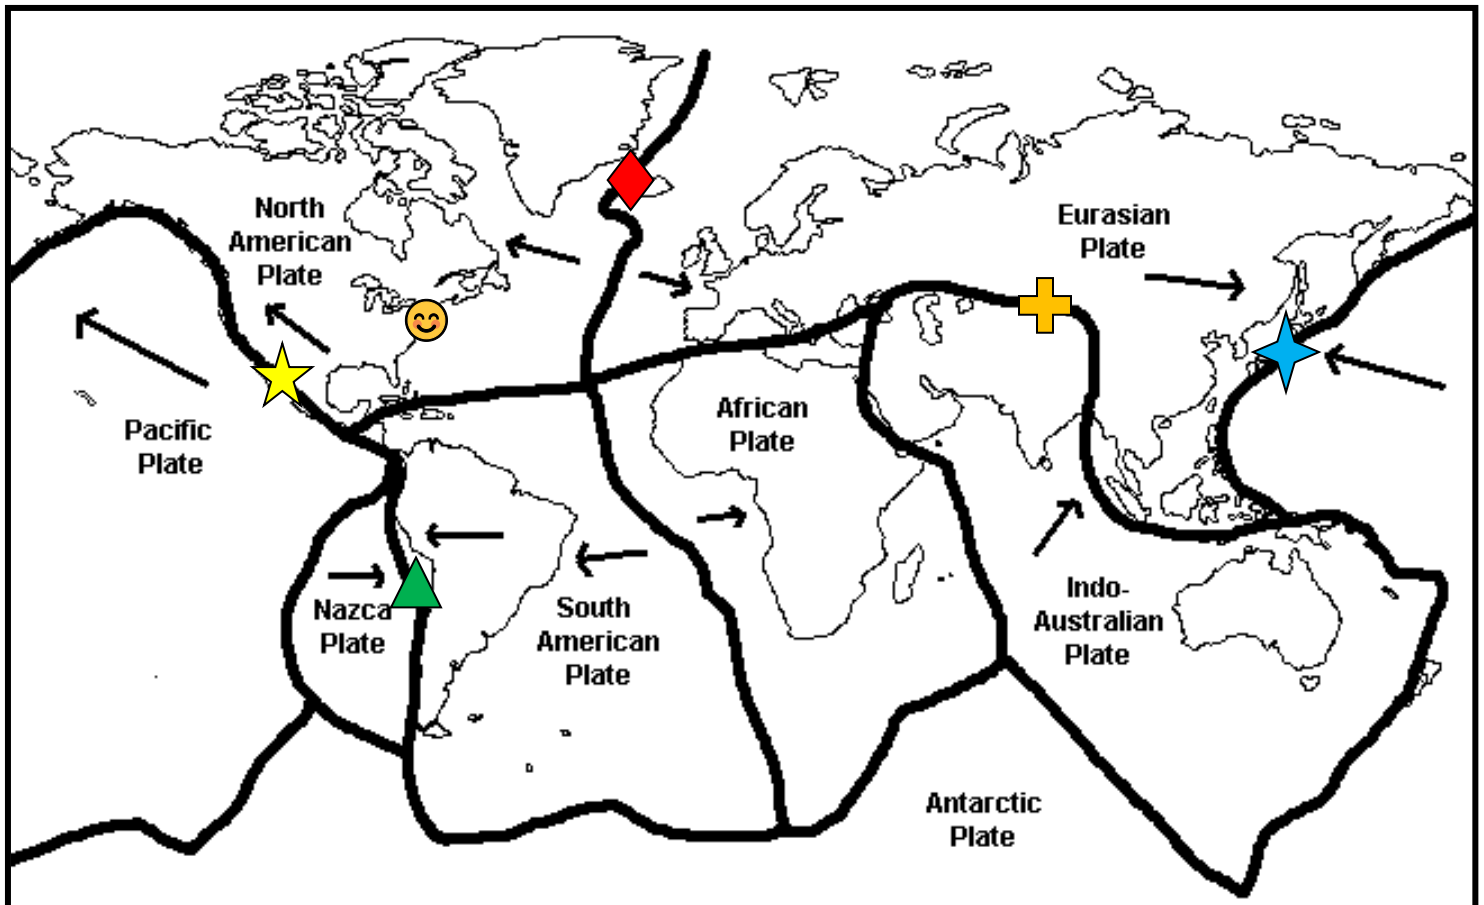 North
American
Plate
Eurasian
Plate
Pacific
Plate
African
Plate
Nazca
Plate
South
American
Plate
Indo-
Australian
Plate
Antarctic
Plate